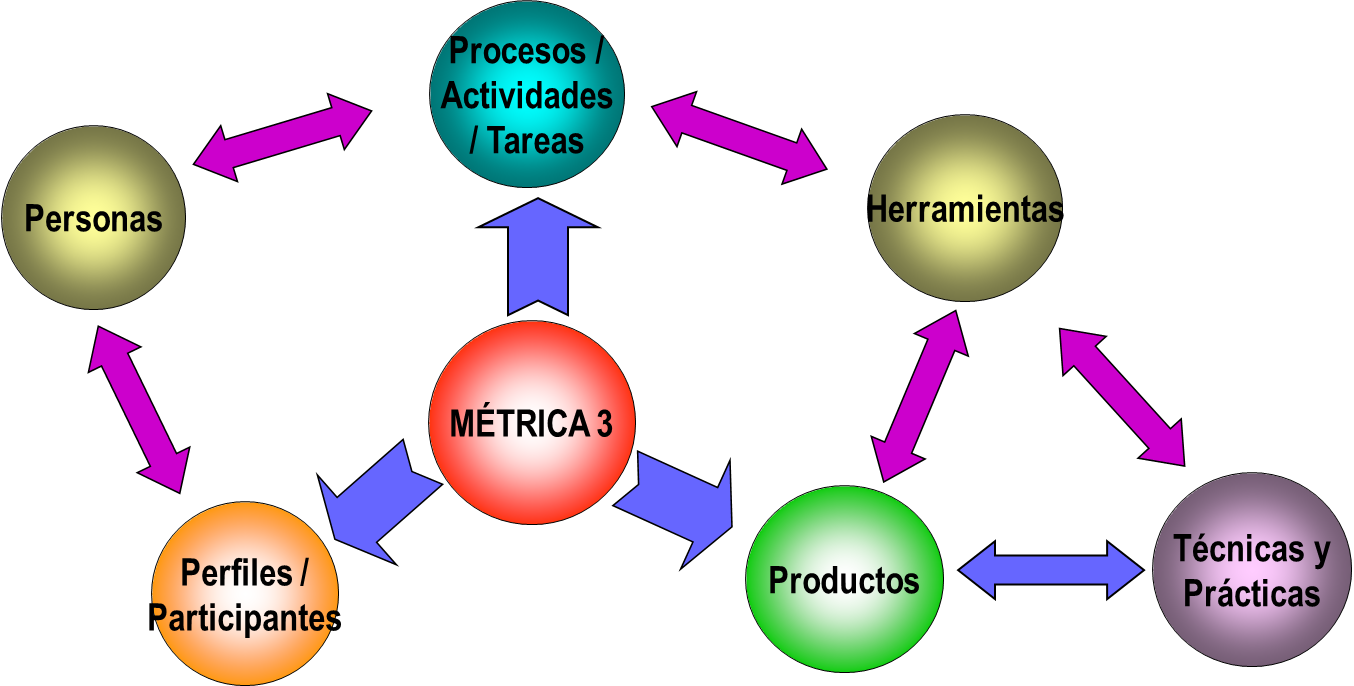 Procesos /
Actividades
/ Tareas
Personas
Herramientas
MÉTRICA 3
Perfiles /
Participantes
Productos
Técnicas y
Prácticas